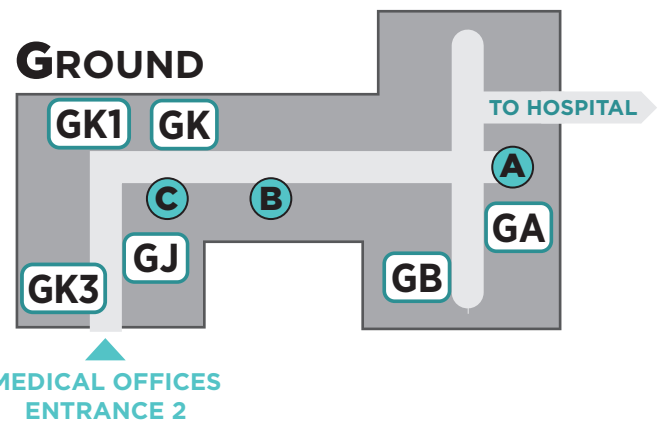 GROUND
TO HOSPITAL
GK1
GK
A
C
B
GA
GJ
GB
GK3
MEDICAL OFFICES
ENTRANCE 2